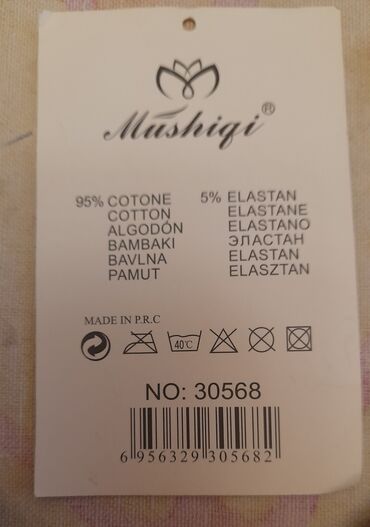 Mushiqi®
95% COTONE 5% ELASTAN
COTTON ELASTANE
ALGODÓN ELASTANO
BAMBAKI ЭЛАСТАН
BAVLNA ELASTAN
PAMUT ELASZTAN
MADE IN P.R.C
40°C
NO: 30568
6 956329 305682